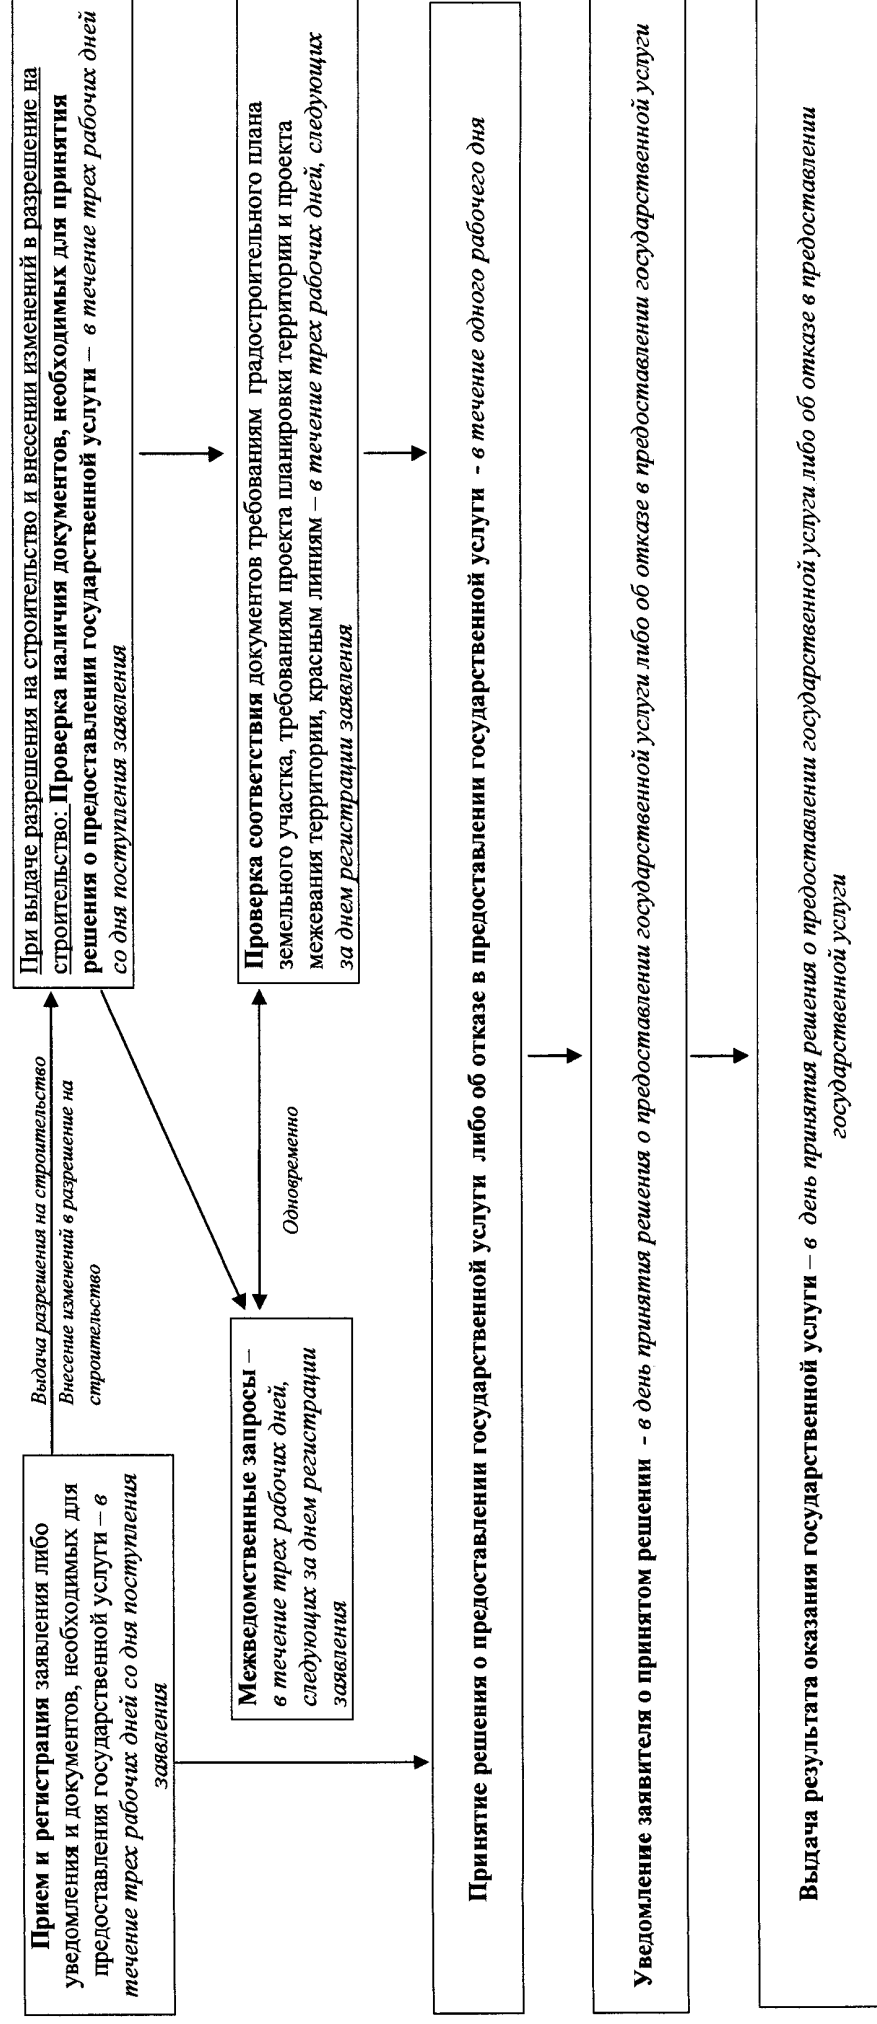 Прием и регистрация заявления либо
уведомления и документов, необходимых для
предоставления государственной услуги – в
течение трех рабочих дней со дня поступления
заявления
Выдача разрешения на строительство
Внесение изменений в разрешение на
строительство
При выдаче разрешения на строительство и внесении изменений в разрешение на
строительство: Проверка наличия документов, необходимых для принятия
решения о предоставлении государственной услуги – в течение трех рабочих дней
со дня поступления заявления
Межведомственные запросы –
в течение трех рабочих дней,
следующих за днем регистрации
заявления
Одновременно
Проверка соответствия документов требованиям градостроительного плана
земельного участка, требованиям проекта планировки территории и проекта
межевания территории, красным линиям – в течение трех рабочих дней, следующих
за днем регистрации заявления
Принятие решения о предоставлении государственной услуги либо об отказе в предоставлении государственной услуги - в течение одного рабочего дня
Уведомление заявителя о принятом решении - в день принятия решения о предоставлении государственной услуги либо об отказе в предоставлении государственной услуги
Выдача результата оказания государственной услуги – в день принятия решения о предоставлении государственной услуги либо об отказе в предоставлении
государственной услуги